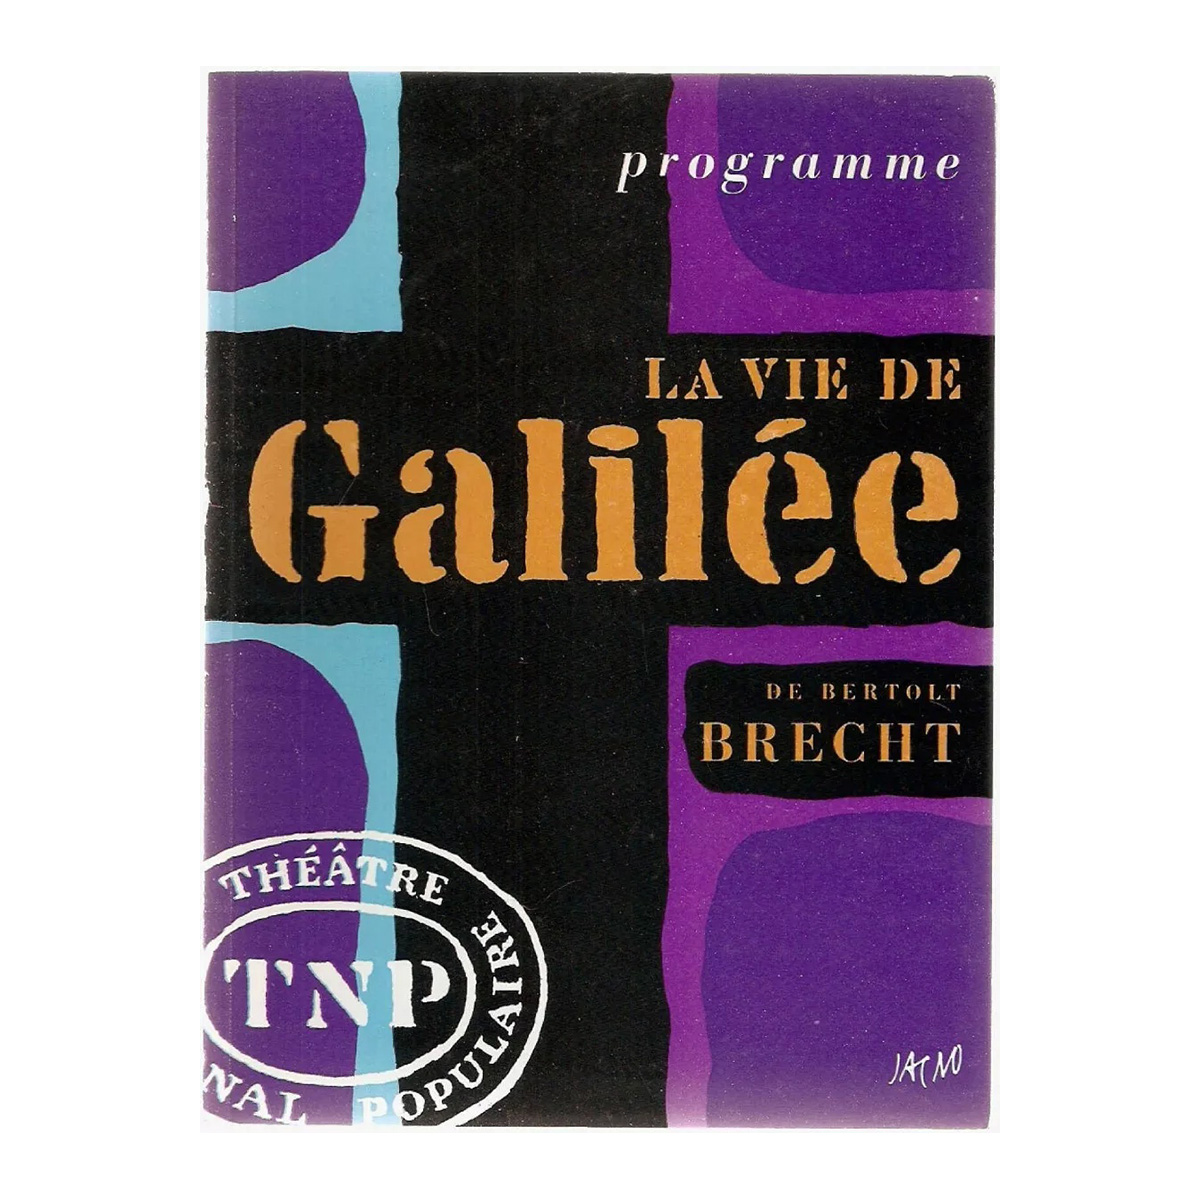 programme
LA VIE DE
Galilée
DE BERTOLT
BRECHT
THÉÂTRE
TNP
NAL POPULAIRE
JACNO